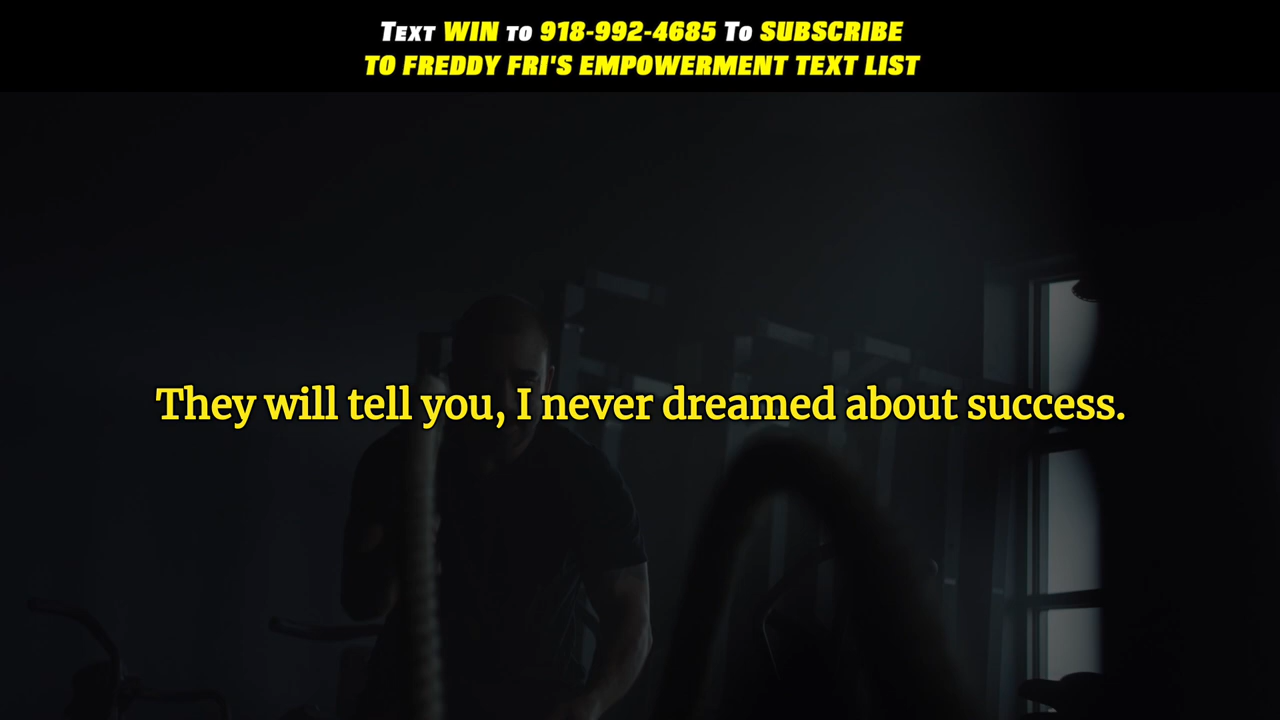 Text WIN to 918-992-4685 To SUBSCRIBE
TO FREDDY FRI'S EMPOWERMENT TEXT LIST
They will tell you, I never dreamed about success.